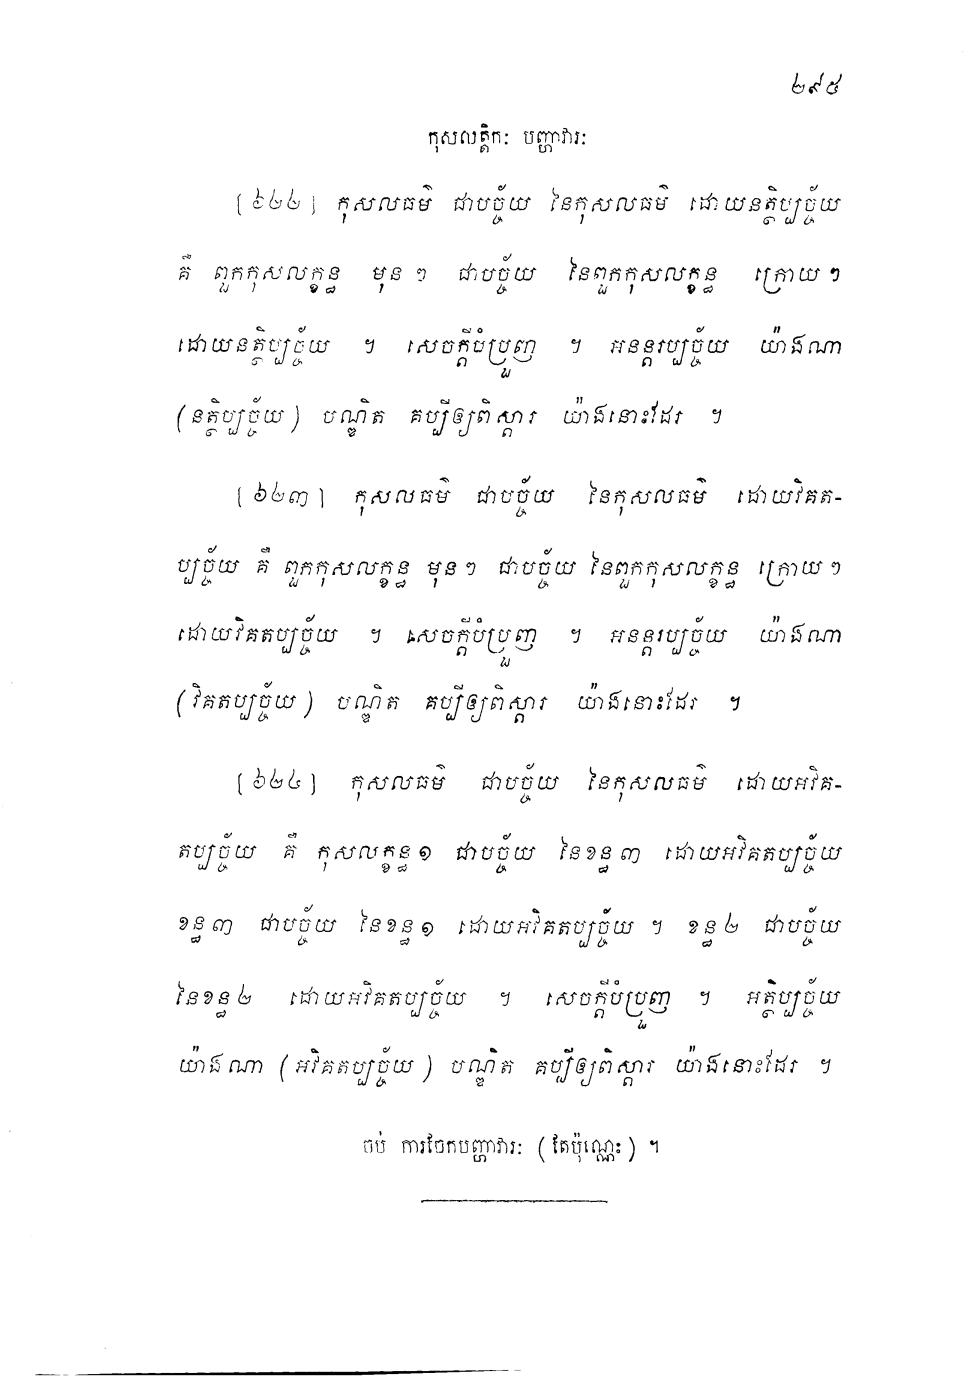 ២៩៥
កុសលត្តិកៈ បញ្ហាវារៈ
[៦២២] កុសលធម៌ ជាបច្ច័យ នៃកុសលធម៌ ដោយនត្ថិប្បច្ច័យ
គឺ ពួកកុសលក្ខន្ធ មុនៗ ជាបច្ច័យ នៃពួកកុសលក្ខន្ធ ក្រោយៗ
ដោយនត្ថិប្បច្ច័យ ។ សេចក្តីបំប្រួញ ។ អនន្តរប្បច្ច័យ យ៉ាងណា
(នត្ថិប្បច្ច័យ) បណ្ឌិត គប្បីឲ្យពិស្តារ យ៉ាងនោះដែរ ។
[៦២៣] កុសលធម៌ ជាបច្ច័យ នៃកុសលធម៌ ដោយវិគត-
ប្បច្ច័យ គឺ ពួកកុសលក្ខន្ធ មុនៗ ជាបច្ច័យ នៃពួកកុសលក្ខន្ធ ក្រោយៗ
ដោយវិគតប្បច្ច័យ ។ សេចក្តីបំប្រួញ ។ អនន្តរប្បច្ច័យ យ៉ាងណា
(វិគតប្បច្ច័យ) បណ្ឌិត គប្បីឲ្យពិស្តារ យ៉ាងនោះដែរ ។
[៦២៤] កុសលធម៌ ជាបច្ច័យ នៃកុសលធម៌ ដោយអវិគ-
តប្បច្ច័យ គឺ កុសលក្ខន្ធ១ ជាបច្ច័យ នៃខន្ធ៣ ដោយអវិគតប្បច្ច័យ
ខន្ធ៣ ជាបច្ច័យ នៃខន្ធ១ ដោយអវិគតប្បច្ច័យ ។ ខន្ធ២ ជាបច្ច័យ
នៃខន្ធ២ ដោយអវិគតប្បច្ច័យ ។ សេចក្តីបំប្រួញ ។ អត្ថិប្បច្ច័យ
យ៉ាងណា (អវិគតប្បច្ច័យ) បណ្ឌិត គប្បីឲ្យពិស្តារ យ៉ាងនោះដែរ ។
ចប់ ការចែកបញ្ហាវារៈ (តែប៉ុណ្ណេះ) ។